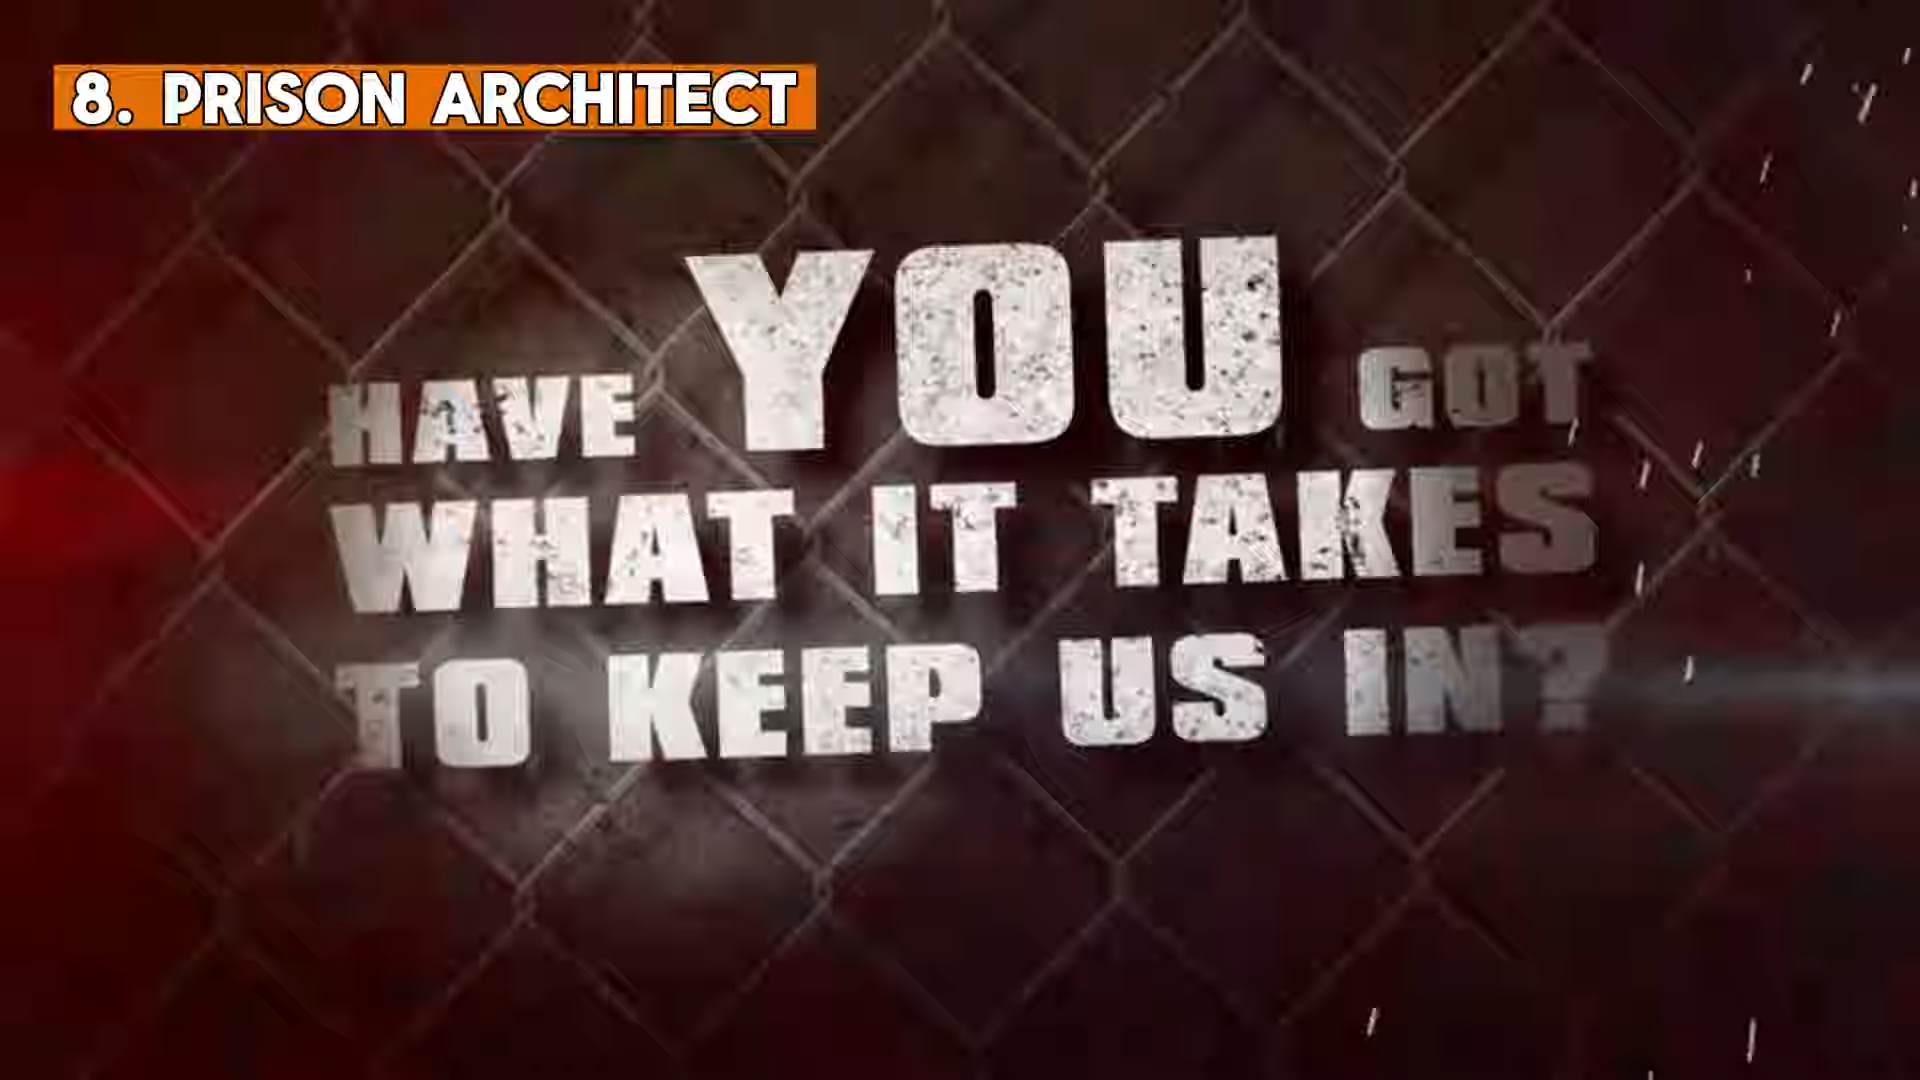 8. PRISON ARCHITECT
HAVE YOU GOT
WHAT IT TAKES
TO KEEP US IN?